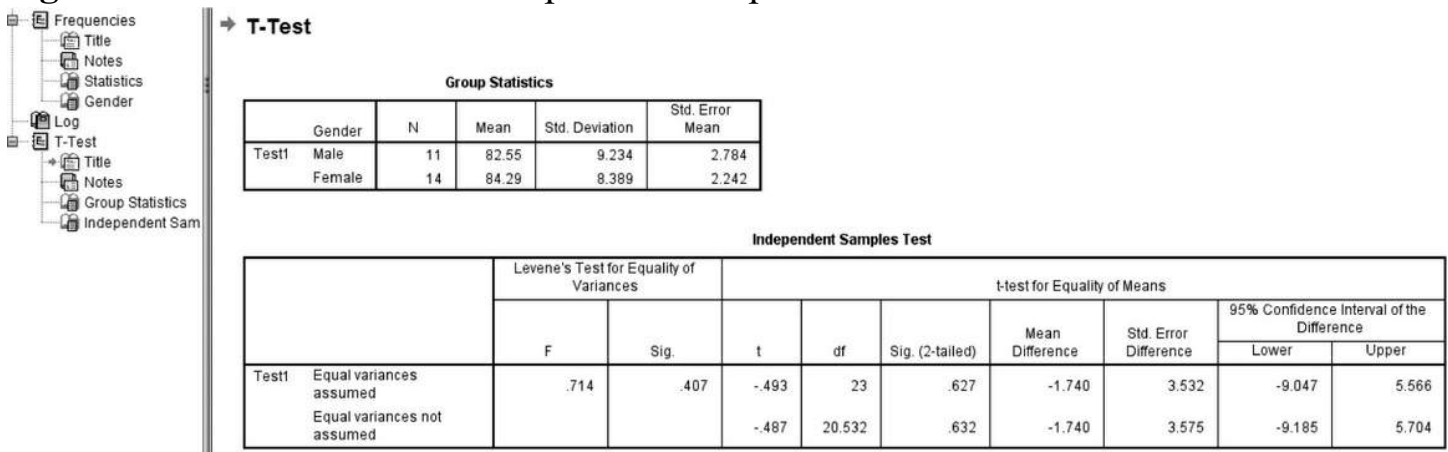 Frequencies
Title
Notes
Statistics
Gender
Log
T-Test
Title
Notes
Group Statistics
Independent Sam
T-Test
Group Statistics
Gender N Mean Std. Deviation Std. Error Mean
Test1 Male 11 82.55 9.234 2.784
Female 14 84.29 8.389 2.242
Independent Samples Test
Levene's Test for Equality of Variances t-test for Equality of Means
95% Confidence Interval of the Difference
F Sig. t df Sig. (2-tailed) Mean Difference Std. Error Difference Lower Upper
Test1 Equal variances assumed .714 .407 -.493 23 .627 -1.740 3.532 -9.047 5.566
Equal variances not assumed -.487 20.532 .632 -1.740 3.575 -9.185 5.704